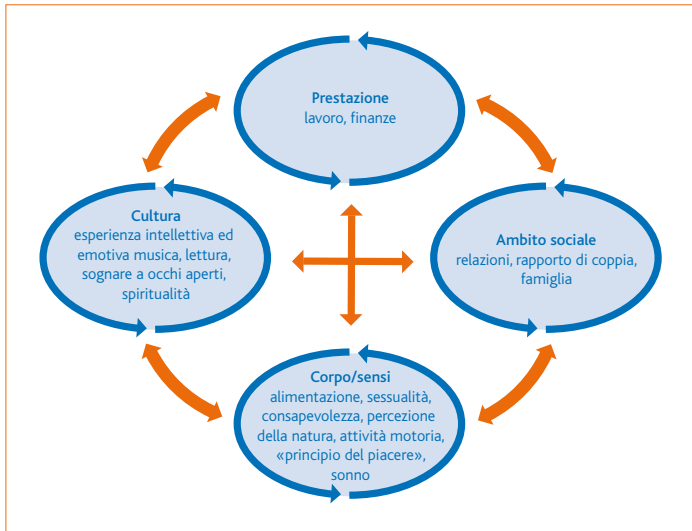 Prestazione
lavoro, finanze
Cultura
esperienza intellettiva ed
emotiva musica, lettura,
sognare a occhi aperti,
spiritualità
Ambito sociale
relazioni, rapporto di coppia,
famiglia
Corpo/sensi
alimentazione, sessualità,
consapevolezza, percezione
della natura, attività motoria,
«principio del piacere»,
sonno